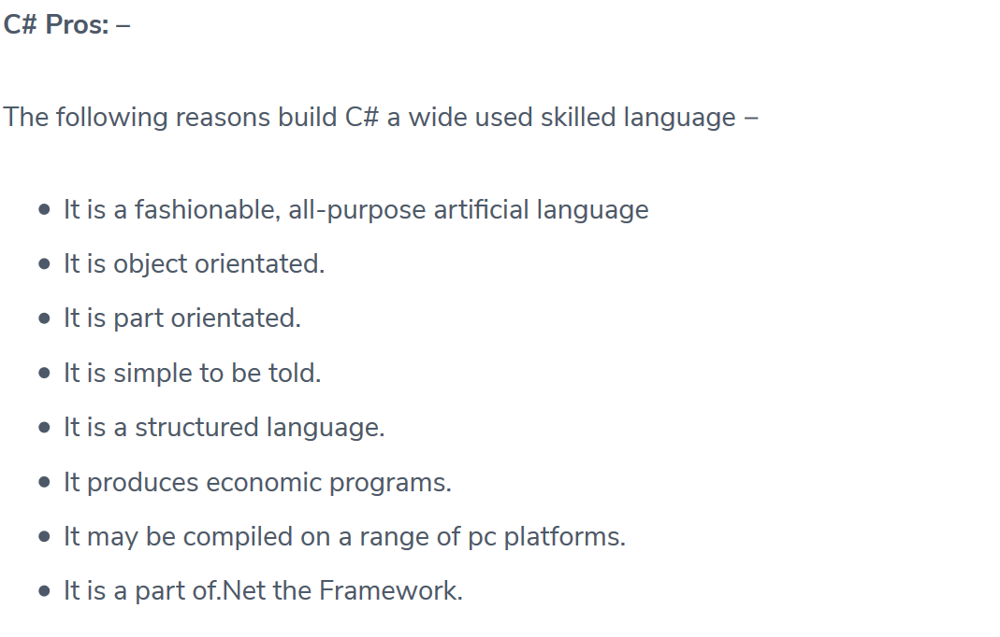 C# Pros: –
The following reasons build C# a wide used skilled language –
• It is a fashionable, all-purpose artificial language
• It is object orientated.
• It is part orientated.
• It is simple to be told.
• It is a structured language.
• It produces economic programs.
• It may be compiled on a range of pc platforms.
• It is a part of.Net the Framework.